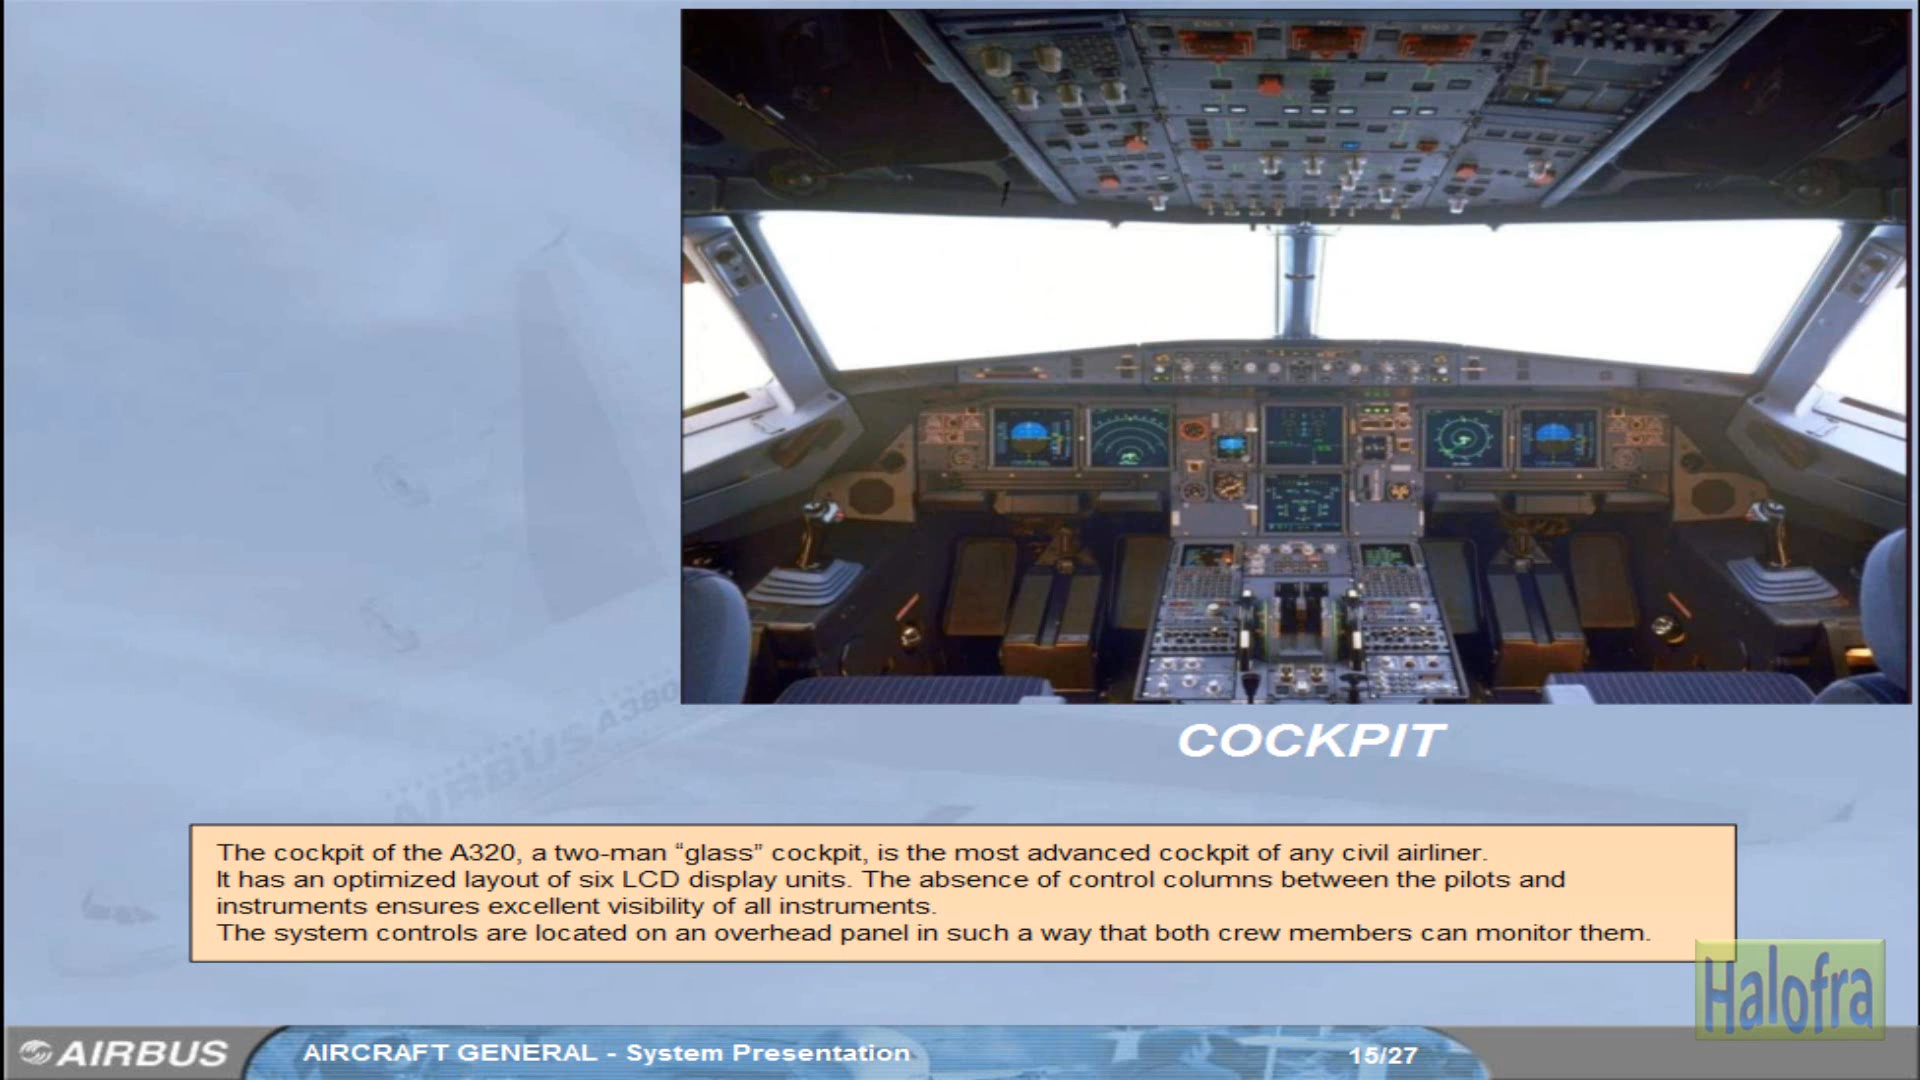 COCKPIT
The cockpit of the A320, a two-man “glass” cockpit, is the most advanced cockpit of any civil airliner.
It has an optimized layout of six LCD display units. The absence of control columns between the pilots and
instruments ensures excellent visibility of all instruments.
The system controls are located on an overhead panel in such a way that both crew members can monitor them.
AIRBUS A380
Halofra
AIRBUS
AIRCRAFT GENERAL - System Presentation
15/27